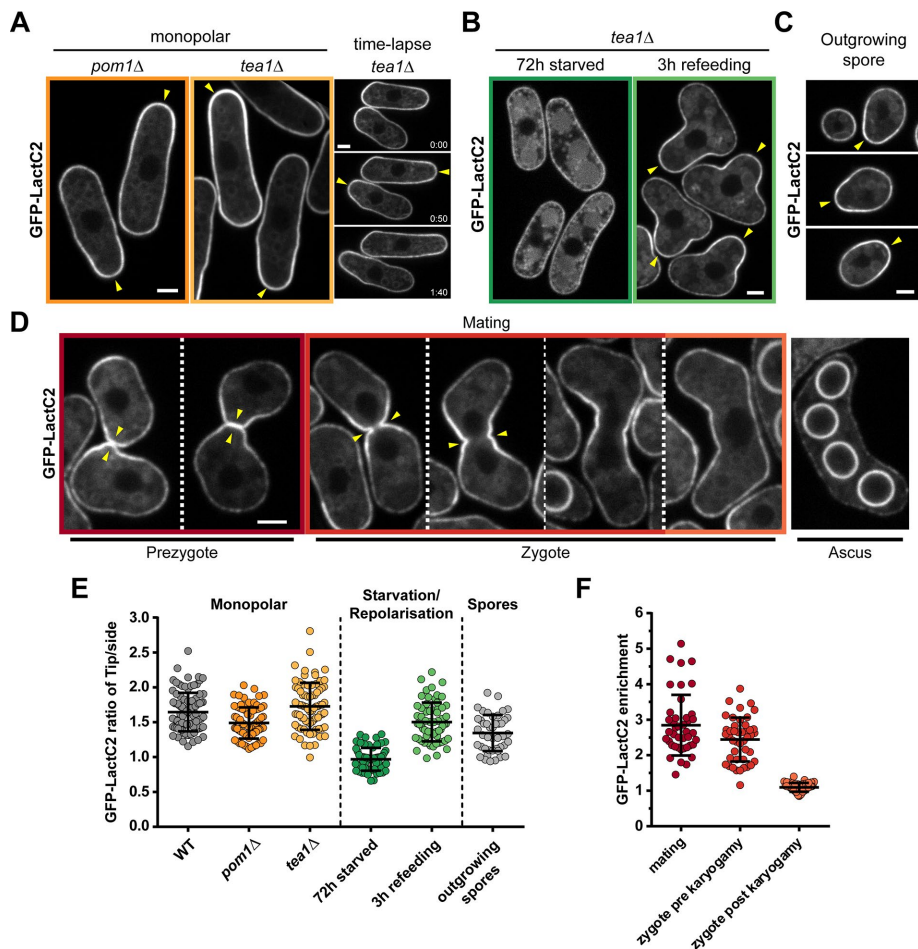 A
monopolar
pom1Δ
tea1Δ
time-lapse
tea1Δ
GFP-LactC2
0:00
0:50
1:40
B
tea1Δ
72h starved
3h refeeding
GFP-LactC2
C
Outgrowing
spore
D
Mating
GFP-LactC2
Prezygote
Zygote
Ascus
E
Monopolar
Starvation/
Repolarisation
Spores
GFP-LactC2 ratio of Tip/side
3.0
2.5
2.0
1.5
1.0
0.5
0.0
WT
pom1Δ
tea1Δ
72h starved
3h refeeding
outgrowing
spores
F
GFP-LactC2 enrichment
6
5
4
3
2
1
0
mating
zygote pre karyogamy
zygote post karyogamy